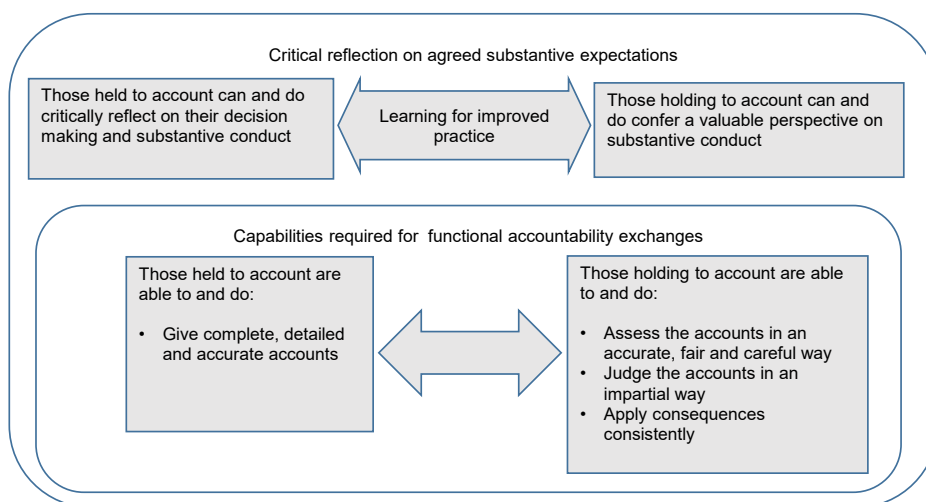 Critical reflection on agreed substantive expectations
Those held to account can and do
critically reflect on their decision
making and substantive conduct
Learning for improved
practice
Those holding to account can and
do confer a valuable perspective on
substantive conduct
Capabilities required for functional accountability exchanges
Those held to account are
able to and do:
• Give complete, detailed
and accurate accounts
Those holding to account are able
to and do:
• Assess the accounts in an
accurate, fair and careful way
• Judge the accounts in an
impartial way
• Apply consequences
consistently